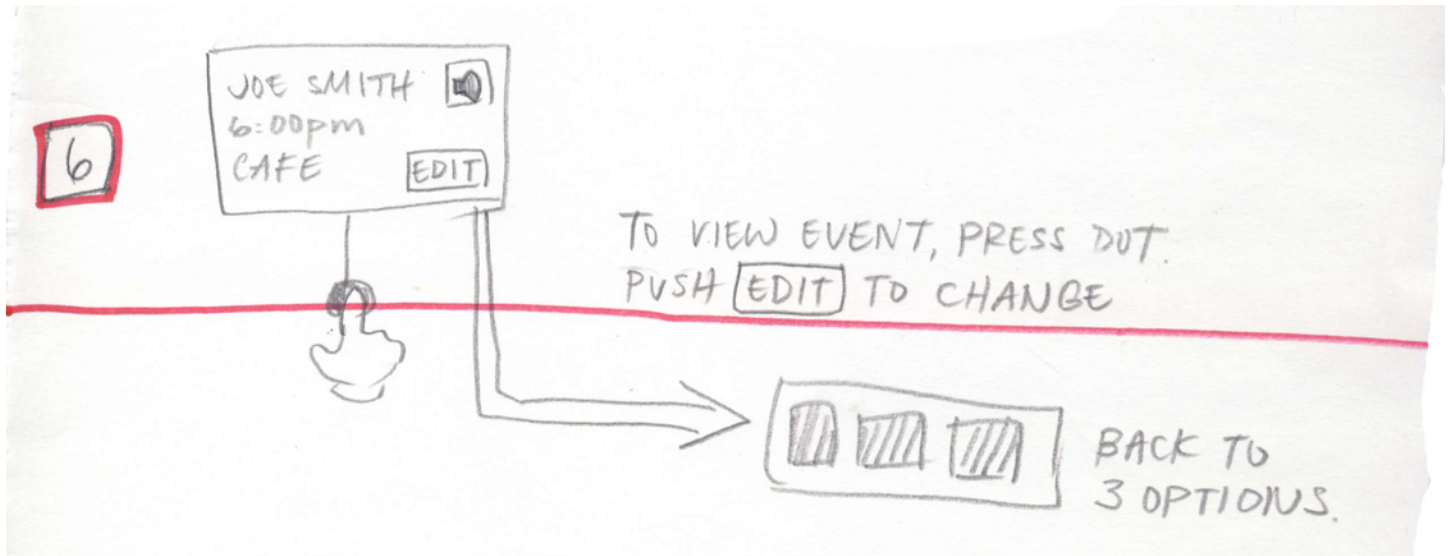 6
JOE SMITH
6:00pm
CAFE
EDIT
TO VIEW EVENT, PRESS DOT.
PUSH EDIT TO CHANGE
BACK TO
3 OPTIONS.